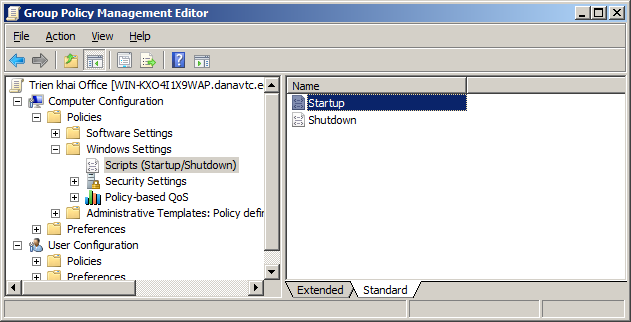 Group Policy Management Editor
File Action View Help
Trien khai Office [WIN-KXO4I1X9WAP.danavtc.e
Computer Configuration
Policies
Software Settings
Windows Settings
Scripts (Startup/Shutdown)
Security Settings
Policy-based QoS
Administrative Templates: Policy defir
Preferences
User Configuration
Policies
Preferences
Name
Startup
Shutdown
Extended Standard